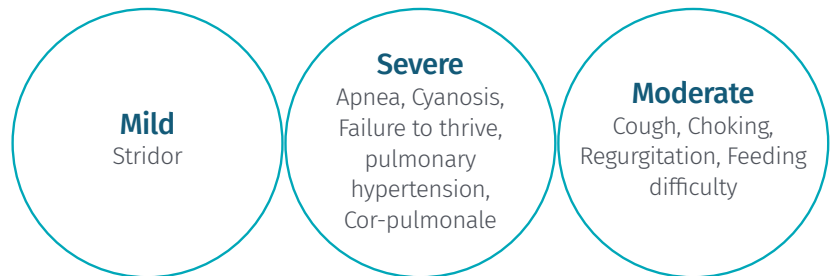 Mild
Stridor
Severe
Apnea, Cyanosis,
Failure to thrive,
pulmonary
hypertension,
Cor-pulmonale
Moderate
Cough, Choking,
Regurgitation, Feeding
difficulty